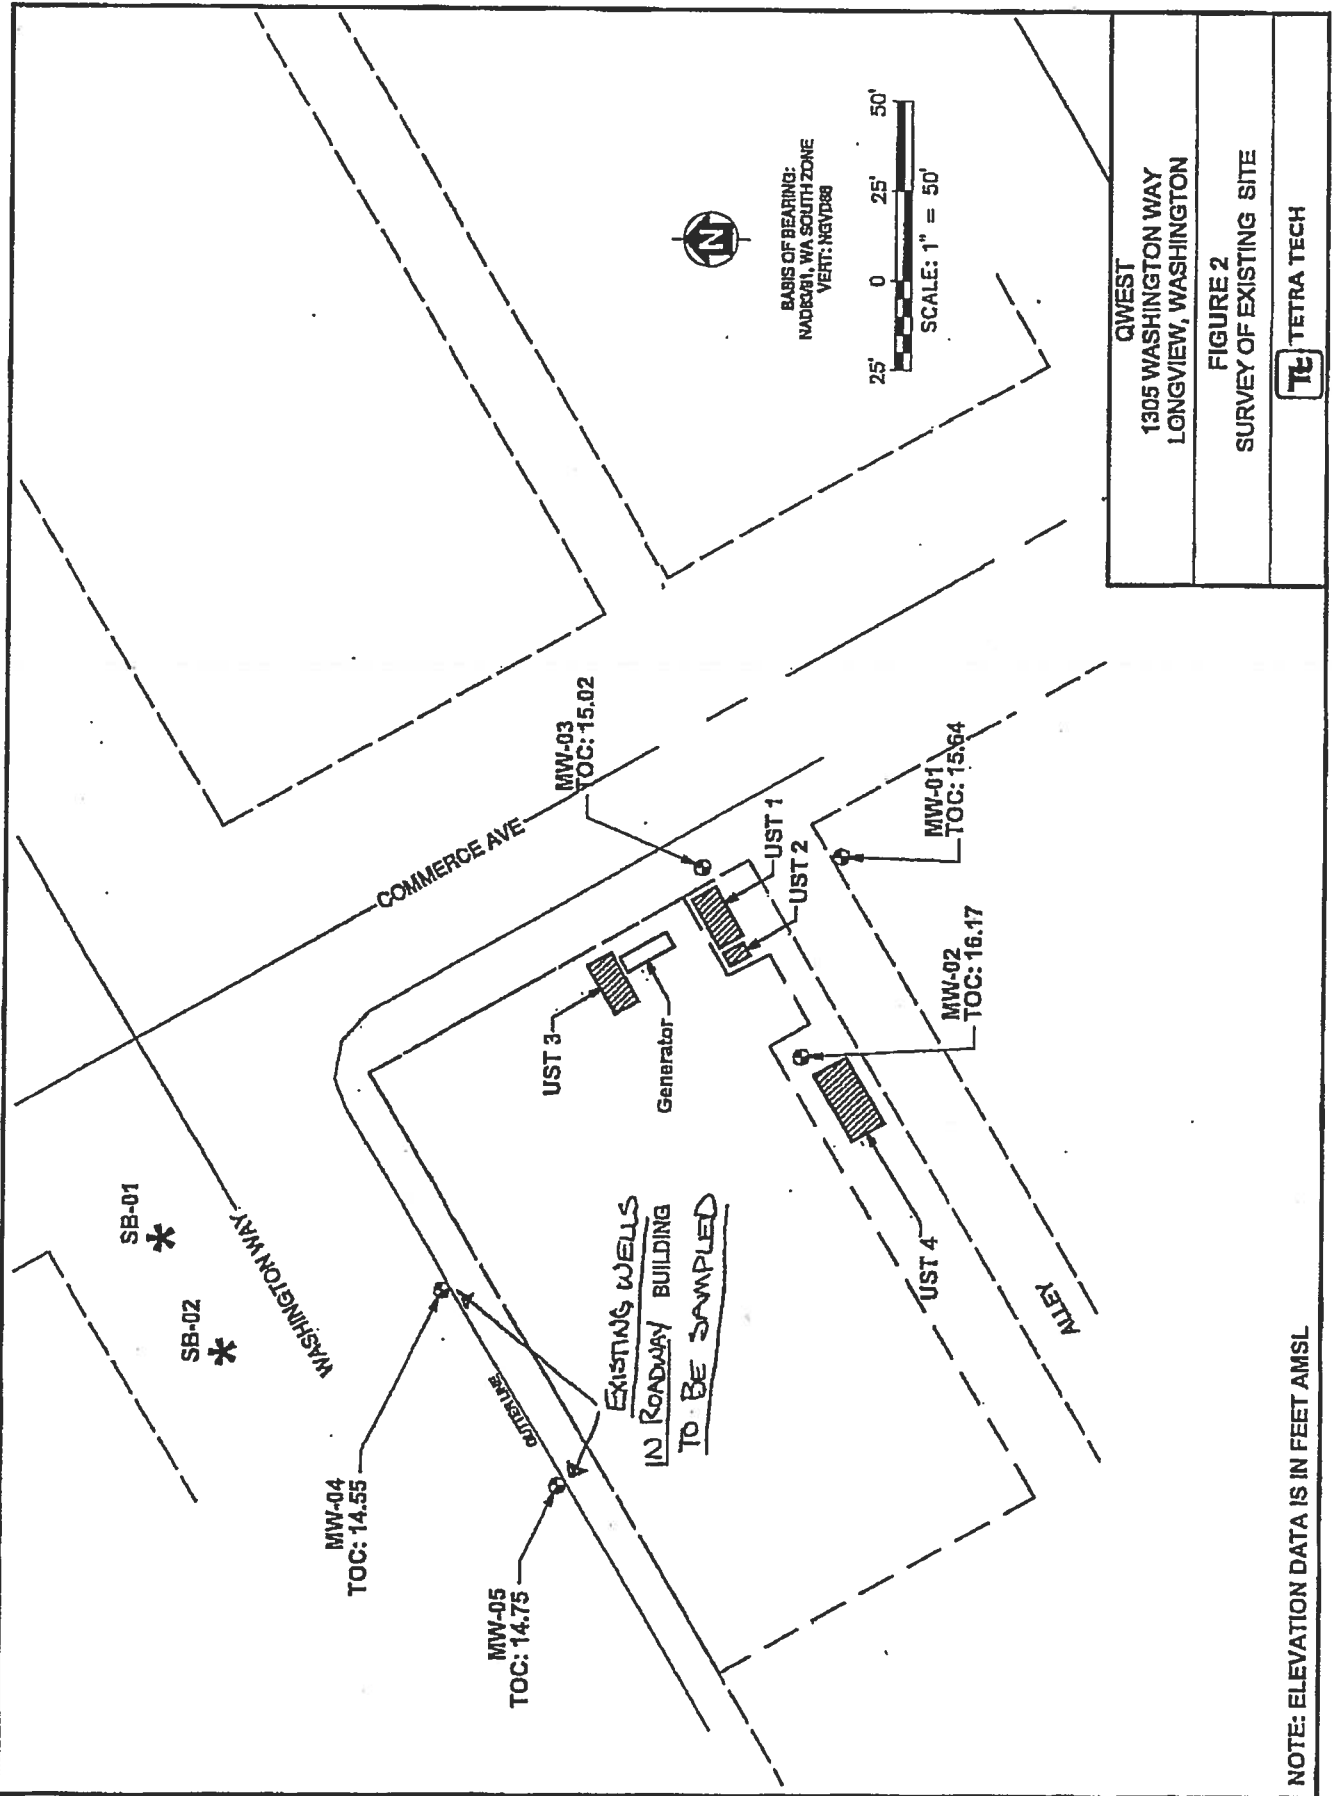 SB-01
SB-02
WASHINGTON WAY
COMMERCE AVE
MW-04
TOC: 14.55
MW-05
TOC: 14.75
GUTTERLINE
EXISTING WELLS
IN ROADWAY BUILDING
TO BE SAMPLED
MW-03
TOC: 15.02
UST 3
Generator
UST 1
UST 2
MW-01
TOC: 15.64
MW-02
TOC: 16.17
UST 4
ALLEY
N
BASIS OF BEARING:
NAD83/91, WA SOUTH ZONE
VERT: NGVD88
25' 0 25' 50'
SCALE: 1" = 50'
QWEST
1305 WASHINGTON WAY
LONGVIEW, WASHINGTON
FIGURE 2
SURVEY OF EXISTING SITE
Tt TETRA TECH
NOTE: ELEVATION DATA IS IN FEET AMSL